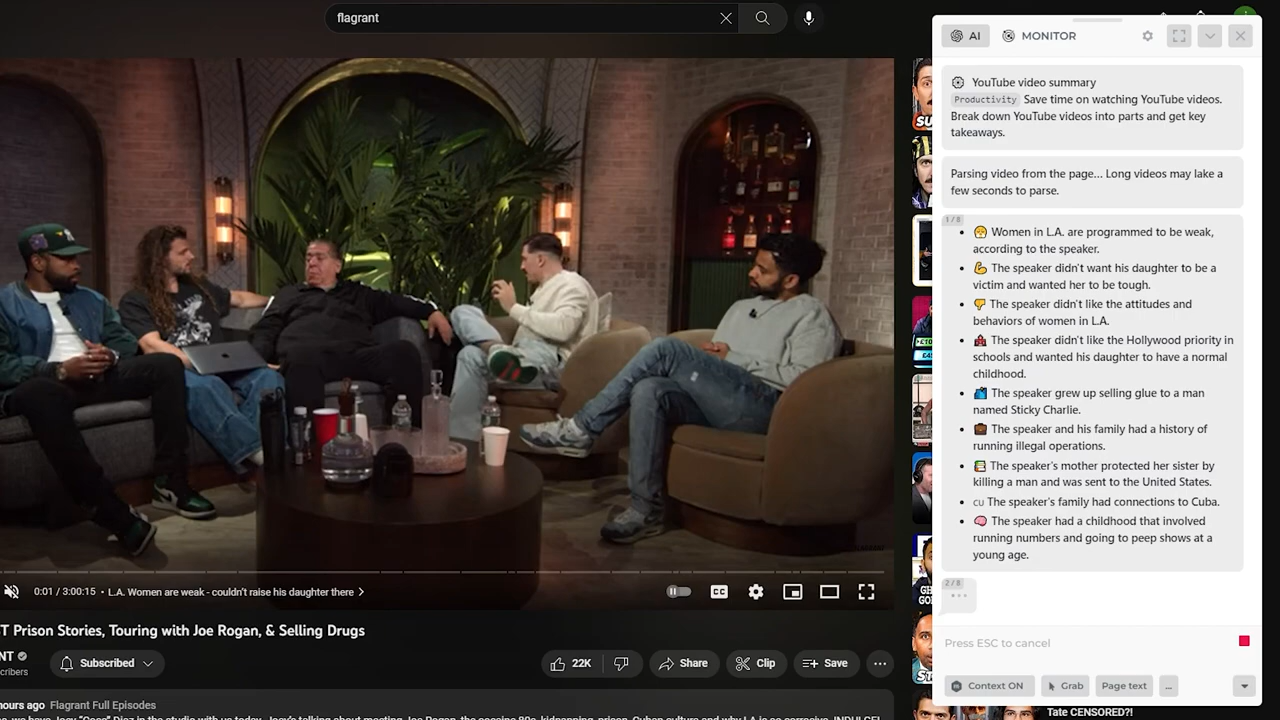 flagrant
AI
MONITOR
YouTube video summary
Productivity Save time on watching YouTube videos.
Break down YouTube videos into parts and get key
takeaways.
Parsing video from the page... Long videos may lake a
few seconds to parse.
1/8
Women in L.A. are programmed to be weak,
according to the speaker.
The speaker didn't want his daughter to be a
victim and wanted her to be tough.
The speaker didn't like the attitudes and
behaviors of women in L.A.
The speaker didn't like the Hollywood priority in
schools and wanted his daughter to have a normal
childhood.
The speaker grew up selling glue to a man
named Sticky Charlie.
The speaker and his family had a history of
running illegal operations.
The speaker's mother protected her sister by
killing a man and was sent to the United States.
CU The speaker's family had connections to Cuba.
The speaker had a childhood that involved
running numbers and going to peep shows at a
young age.
2/8
Press ESC to cancel
Context ON
Grab
Page text
...
0:01 / 3:00:15 • L.A. Women are weak - couldn't raise his daughter there
CC
T Prison Stories, Touring with Joe Rogan, & Selling Drugs
NT
cribers
Subscribed
22K
Share
Clip
Save
...
hours ago Flagrant Full Episodes
Tate CENSORED?!